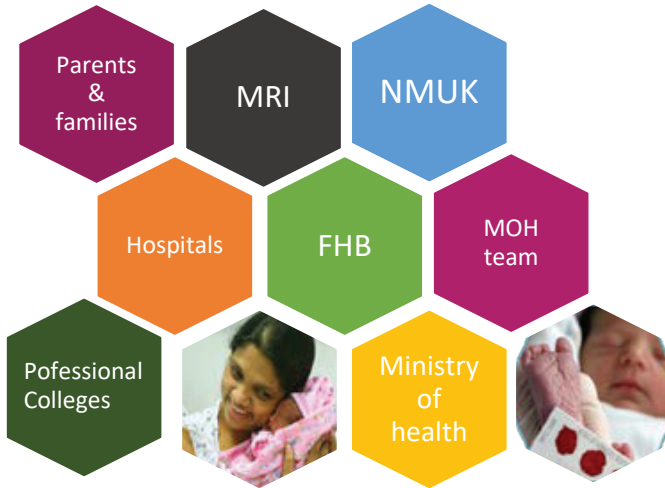 Parents
&
families
MRI
NMUK
Hospitals
FHB
MOH
team
Pofessional
Colleges
Ministry
of
health